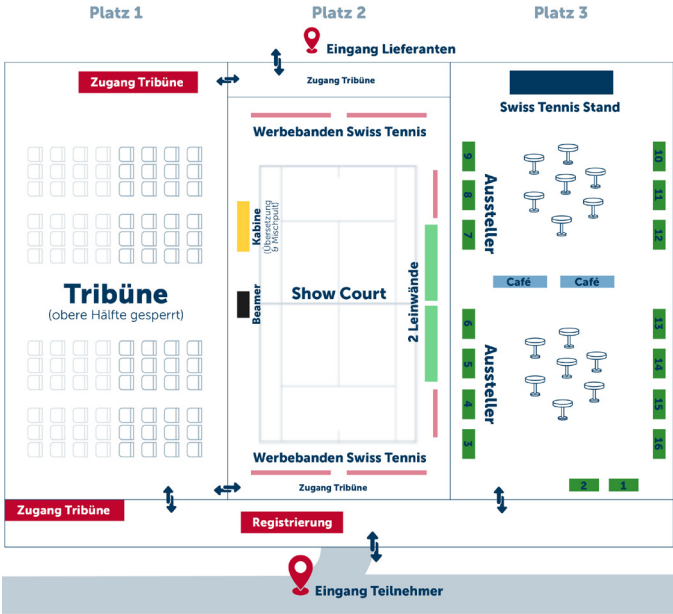 Platz 1
Platz 2
Platz 3
Eingang Lieferanten
Zugang Tribüne
Zugang Tribüne
Swiss Tennis Stand
Werbebanden Swiss Tennis
9
10
Aussteller
8
11
7
12
Kabine
(Übersetzung
& Mischpult)
Tribüne
(obere Hälfte gesperrt)
Beamer
Show Court
2 Leinwände
Café
Café
6
13
Aussteller
5
14
4
15
3
16
Werbebanden Swiss Tennis
Zugang Tribüne
2
1
Zugang Tribüne
Registrierung
Eingang Teilnehmer